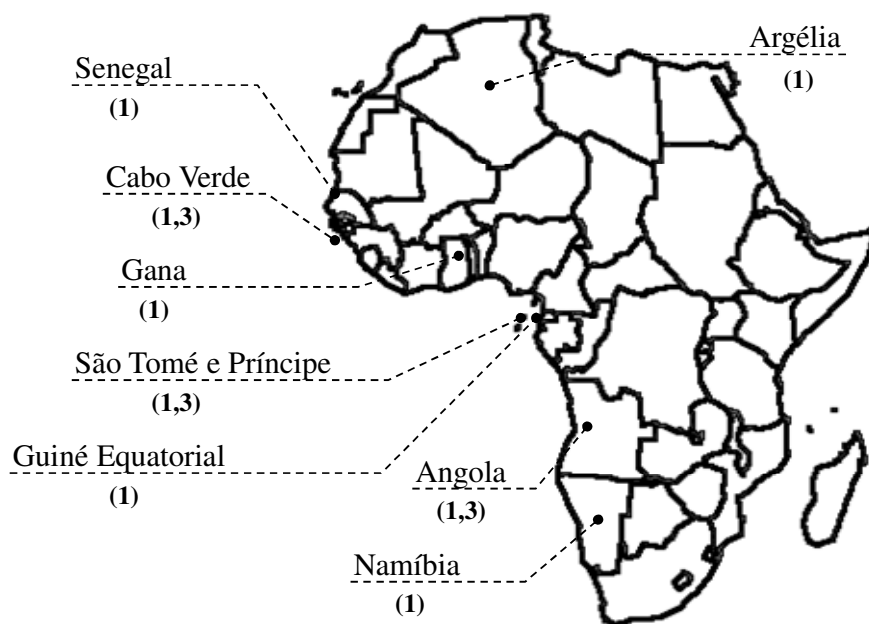 Argélia
(1)
Senegal
(1)
Cabo Verde
(1,3)
Gana
(1)
São Tomé e Príncipe
(1,3)
Guiné Equatorial
(1)
Angola
(1,3)
Namíbia
(1)